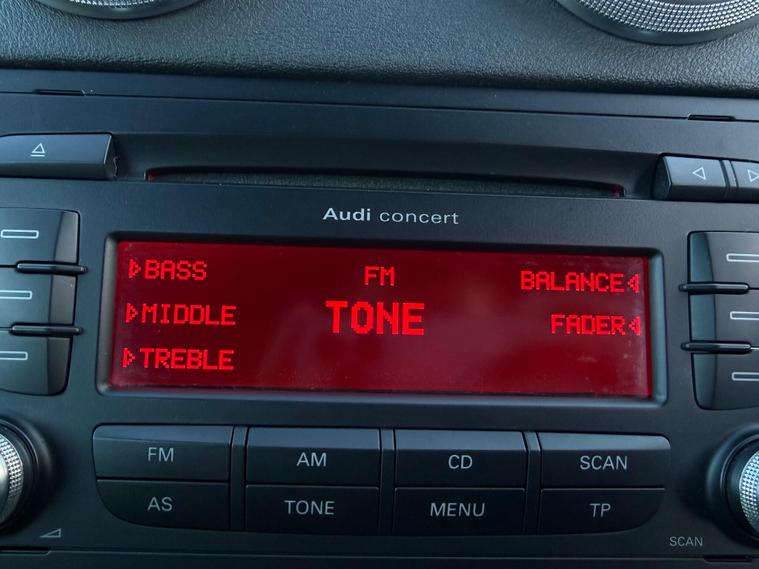 Audi concert
BASS
FM
BALANCE
MIDDLE
TONE
FADER
TREBLE
FM
AM
CD
SCAN
AS
TONE
MENU
TP
SCAN